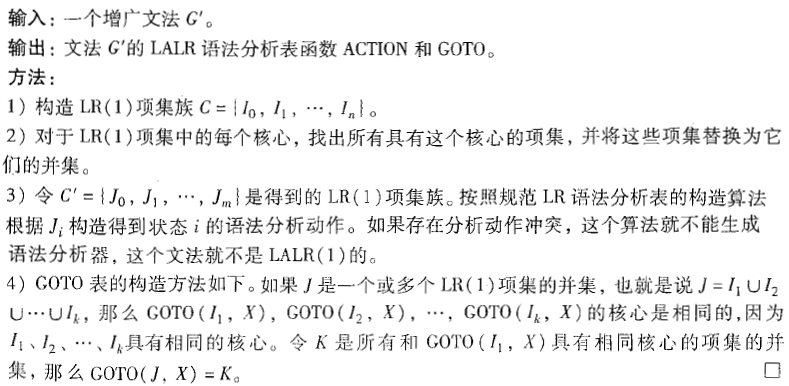 输入：一个增广文法 G′。
输出：文法 G′的 LALR 语法分析表函数 ACTION 和 GOTO。
方法：
1）构造 LR(1)项集族 C = {I₀, I₁, …, Iₙ}。
2）对于 LR(1)项集中的每个核心，找出所有具有这个核心的项集，并将这些项集替换为它
们的并集。
3）令 C′ = {J₀, J₁, …, Jₘ}是得到的 LR(1)项集族。按照规范 LR 语法分析表的构造算法
根据 Jᵢ 构造得到状态 i 的语法分析动作。如果存在分析动作冲突，这个算法就不能生成
语法分析器，这个文法就不是 LALR(1)的。
4）GOTO 表的构造方法如下。如果 J 是一个或多个 LR(1)项集的并集，也就是说 J = I₁ ∪ I₂
∪…∪ Iₖ，那么 GOTO(I₁, X)，GOTO(I₂, X)，…，GOTO(Iₖ, X)的核心是相同的，因为
I₁、I₂、…、Iₖ具有相同的核心。令 K 是所有和 GOTO(I₁, X)具有相同核心的项集的并
集，那么 GOTO(J, X) = K。 □